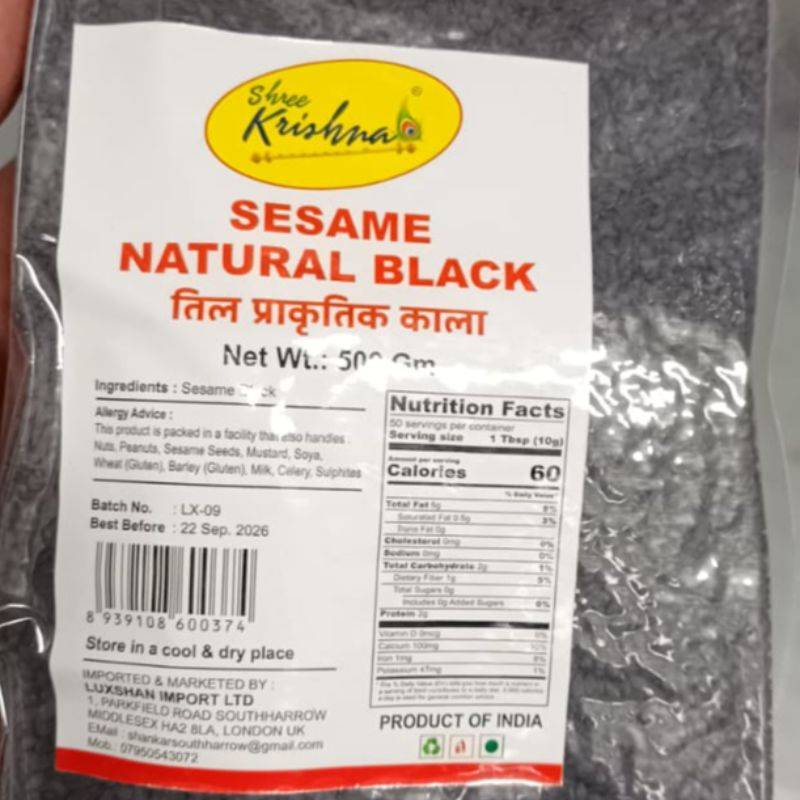 Shree
Krishna
®
SESAME
NATURAL BLACK
तिल प्राकृतिक काला
Net Wt.: 500 Gm
Ingredients : Sesame Black
Allergy Advice :
This product is packed in a facility that also handles :
Nuts, Peanuts, Sesame Seeds, Mustard, Soya,
Wheat (Gluten), Barley (Gluten), Milk, Celery, Sulphites
Batch No. : LX-09
Best Before : 22 Sep. 2026
8 939108 600374
Store in a cool & dry place
IMPORTED & MARKETED BY :
LUXSHAN IMPORT LTD
1, PARKFIELD ROAD SOUTHHARROW
MIDDLESEX HA2 8LA, LONDON UK
EMail : shankarsouthharrow@gmail.com
Mob.: 07950543072
Nutrition Facts
50 servings per container
Serving size 1 Tbsp (10g)
Amount per serving
Calories 60
% Daily Value*
Total Fat 5g 6%
Saturated Fat 0.5g 3%
Trans Fat 0g
Cholesterol 0mg 0%
Sodium 0mg 0%
Total Carbohydrate 2g 1%
Dietary Fiber 1g 5%
Total Sugars 0g
Includes 0g Added Sugars 0%
Protein 2g
Vitamin D 0mcg 0%
Calcium 100mg 10%
Iron 1mg 8%
Potassium 47mg 1%
PRODUCT OF INDIA